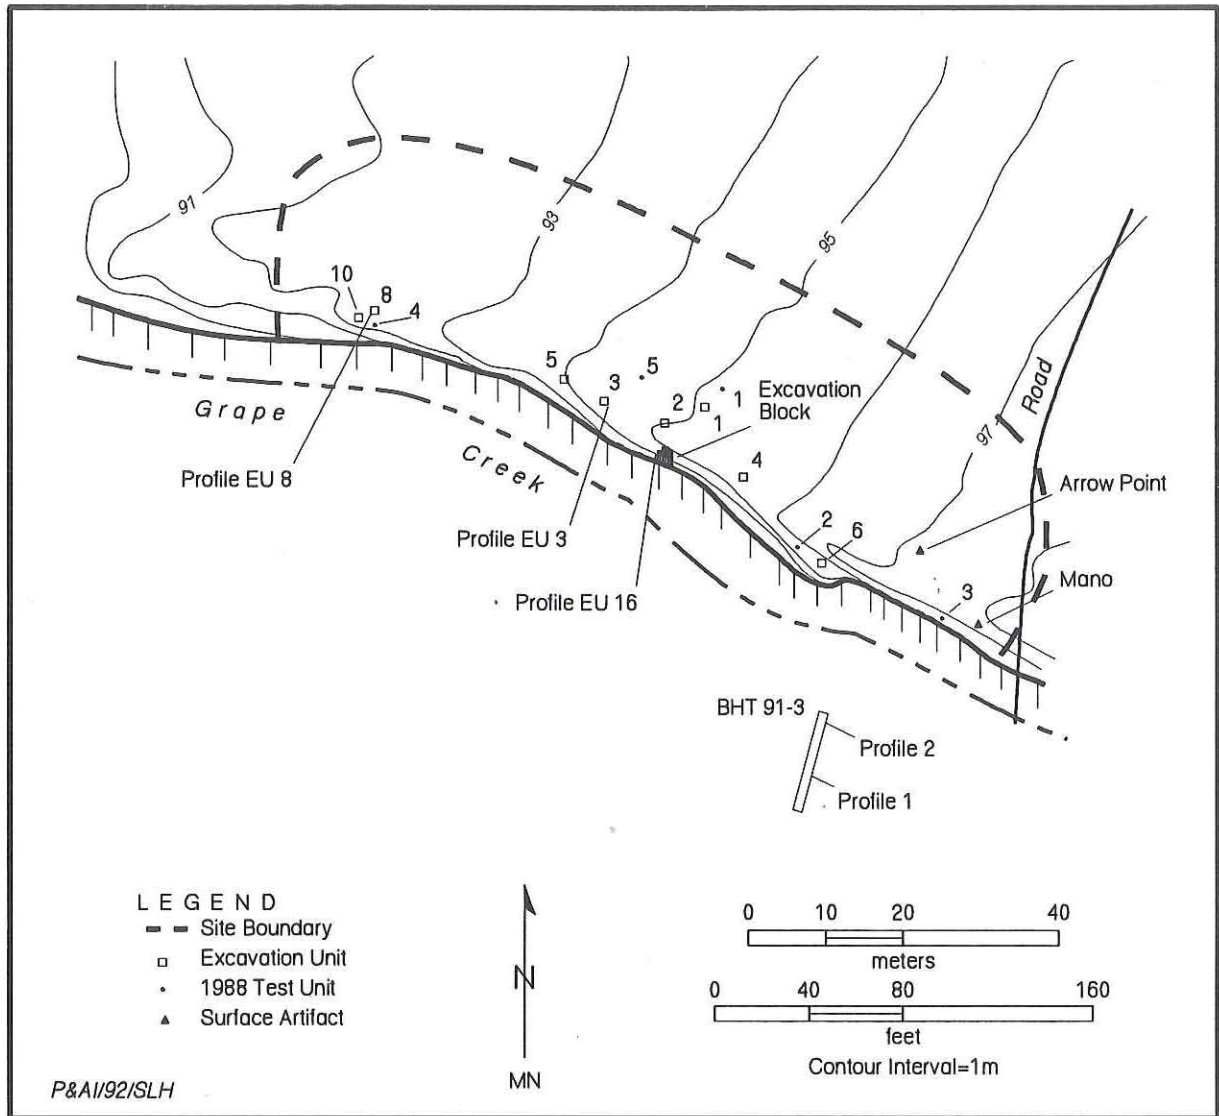 91
93
95
97
Road
10
8
4
5
5
3
2
1
1
Excavation
Block
4
2
6
3
Arrow Point
Mano
Grape
Creek
Profile EU 8
Profile EU 3
Profile EU 16
BHT 91-3
Profile 2
Profile 1
LEGEND
Site Boundary
Excavation Unit
1988 Test Unit
Surface Artifact
N
MN
0 10 20 40
meters
0 40 80 160
feet
Contour Interval=1m
P&AI/92/SLH